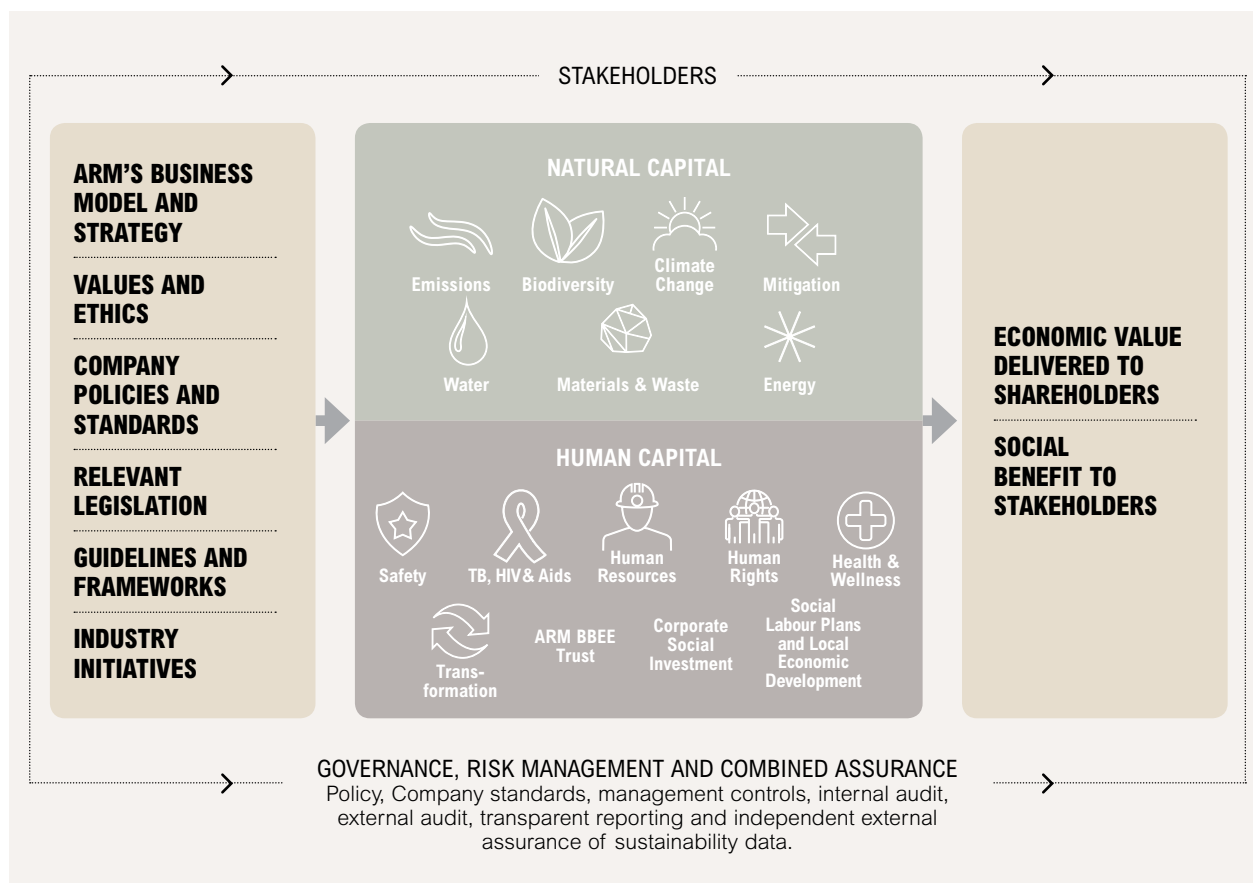 STAKEHOLDERS
ARM’S BUSINESS
MODEL AND
STRATEGY
VALUES AND
ETHICS
COMPANY
POLICIES AND
STANDARDS
RELEVANT
LEGISLATION
GUIDELINES AND
FRAMEWORKS
INDUSTRY
INITIATIVES
NATURAL CAPITAL
Emissions
Biodiversity
Climate
Change
Mitigation
Water
Materials & Waste
Energy
HUMAN CAPITAL
Safety
TB, HIV & Aids
Human
Resources
Human
Rights
Health &
Wellness
Trans-
formation
ARM BBEE
Trust
Corporate
Social
Investment
Social
Labour Plans
and Local
Economic
Development
ECONOMIC VALUE
DELIVERED TO
SHAREHOLDERS
SOCIAL
BENEFIT TO
STAKEHOLDERS
GOVERNANCE, RISK MANAGEMENT AND COMBINED ASSURANCE
Policy, Company standards, management controls, internal audit,
external audit, transparent reporting and independent external
assurance of sustainability data.